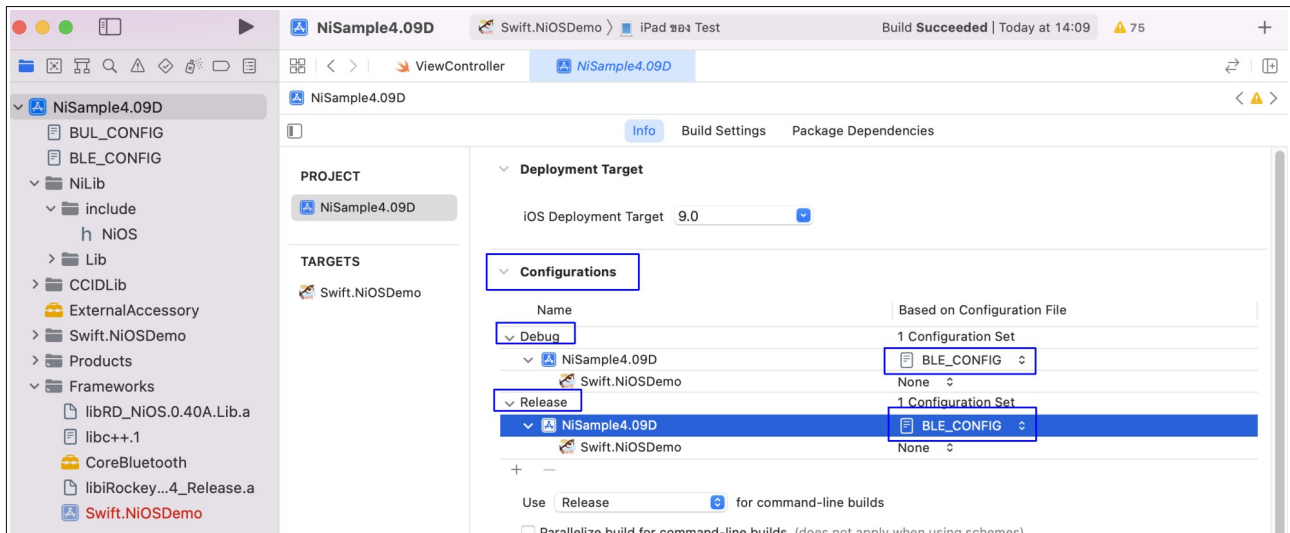 NiSample4.09D
Swift.NiOSDemo 〉 iPad ของ Test
Build Succeeded | Today at 14:09
75
ViewController
NiSample4.09D
NiSample4.09D
BUL_CONFIG
BLE_CONFIG
NiLib
include
h NiOS
Lib
CCIDLib
ExternalAccessory
Swift.NiOSDemo
Products
Frameworks
libRD_NiOS.0.40A.Lib.a
libc++.1
CoreBluetooth
libiRockey...4_Release.a
Swift.NiOSDemo
NiSample4.09D
Info Build Settings Package Dependencies
PROJECT
NiSample4.09D
TARGETS
Swift.NiOSDemo
Deployment Target
iOS Deployment Target 9.0
Configurations
Name Based on Configuration File
Debug 1 Configuration Set
NiSample4.09D BLE_CONFIG
Swift.NiOSDemo None
Release 1 Configuration Set
NiSample4.09D BLE_CONFIG
Swift.NiOSDemo None
Use Release for command-line builds
Parallelize build for command-line builds (does not apply when using schemes)